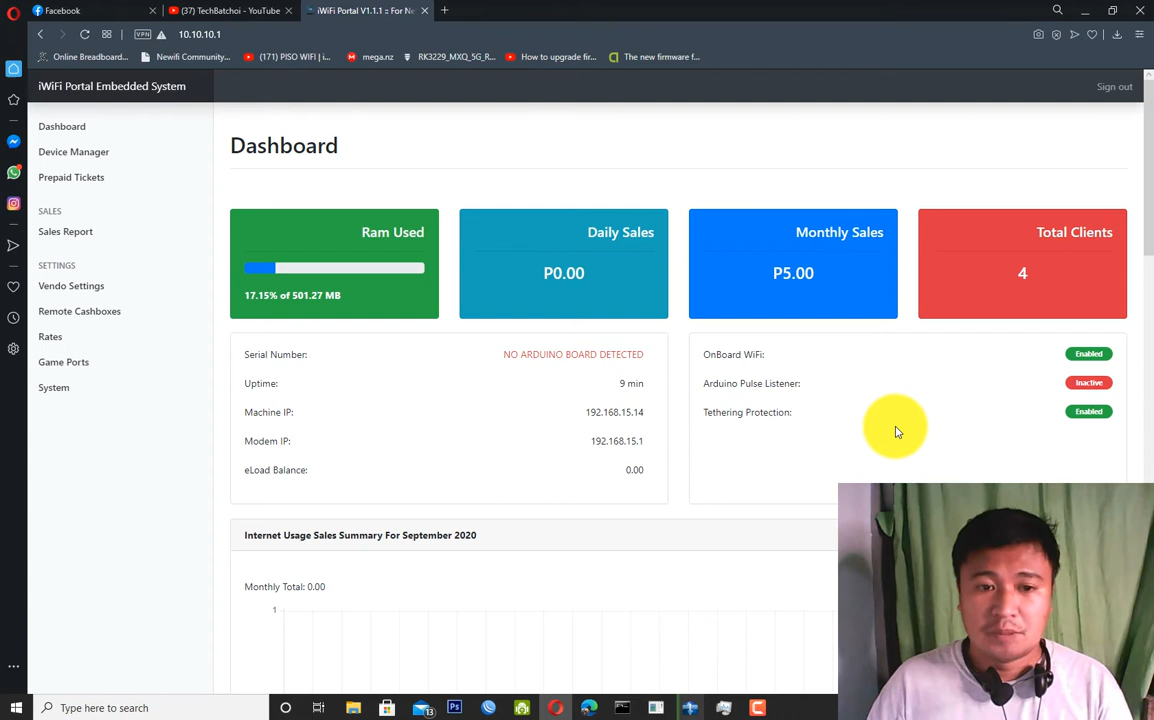 Facebook
(37) TechBatchoi - YouTube
iWiFi Portal V1.1.1 :: For Ne
VPN
10.10.10.1
Online Breadboard...
Newifi Community...
(171) PISO WIFI | i...
mega.nz
RK3229_MXQ_5G_R...
How to upgrade fir...
The new firmware f...
iWiFi Portal Embedded System
Sign out
Dashboard
Device Manager
Prepaid Tickets
SALES
Sales Report
SETTINGS
Vendo Settings
Remote Cashboxes
Rates
Game Ports
System
Dashboard
Ram Used
17.15% of 501.27 MB
Daily Sales
P0.00
Monthly Sales
P5.00
Total Clients
4
Serial Number: NO ARDUINO BOARD DETECTED
Uptime: 9 min
Machine IP: 192.168.15.14
Modem IP: 192.168.15.1
eLoad Balance: 0.00
OnBoard WiFi: Enabled
Arduino Pulse Listener: Inactive
Tethering Protection: Enabled
Internet Usage Sales Summary For September 2020
Monthly Total: 0.00
1
Type here to search
13